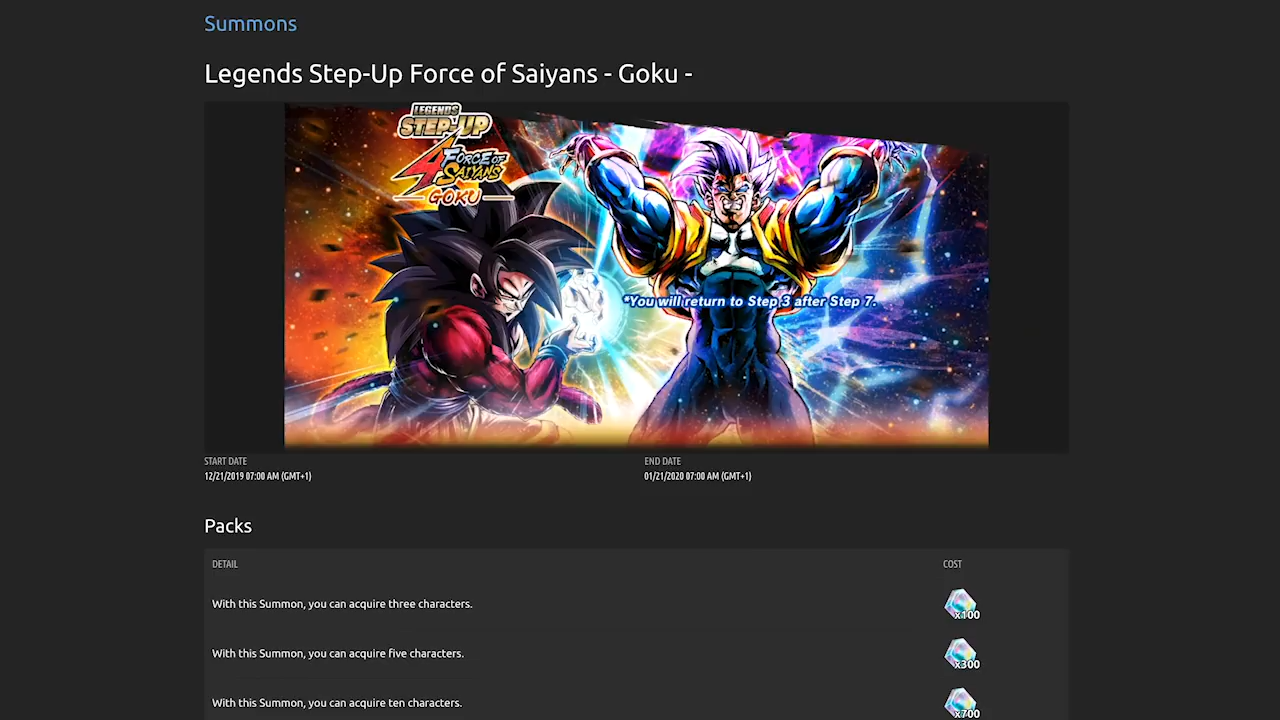 Summons
Legends Step-Up Force of Saiyans - Goku -
LEGENDS
STEP-UP
4 FORCE OF
SAIYANS
GOKU
*You will return to Step 3 after Step 7.
START DATE
12/21/2019 07:00 AM (GMT+1)
END DATE
01/21/2020 07:00 AM (GMT+1)
Packs
DETAIL
COST
With this Summon, you can acquire three characters.
x100
With this Summon, you can acquire five characters.
x300
With this Summon, you can acquire ten characters.
x700